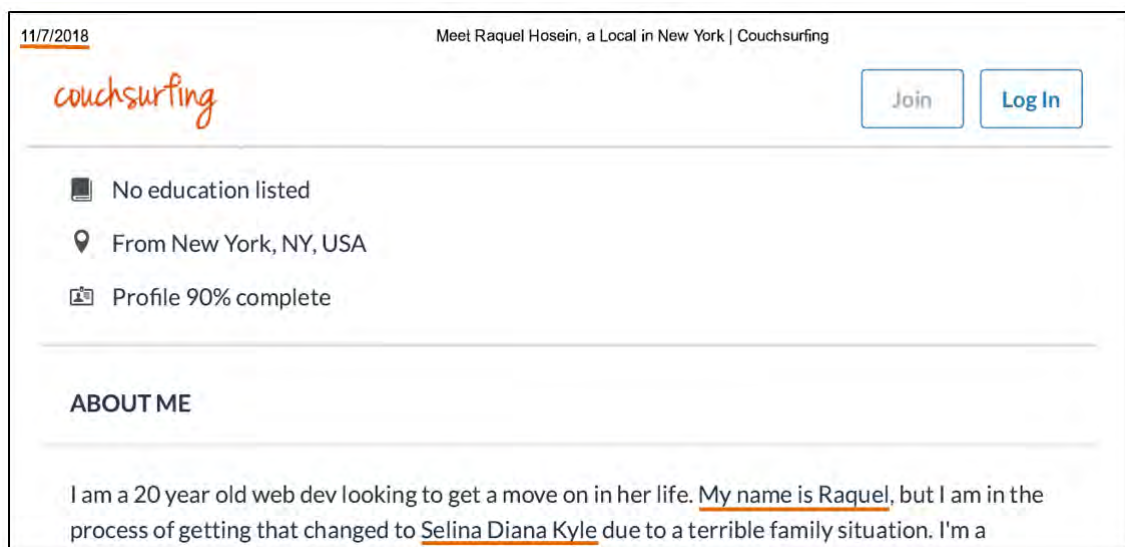 11/7/2018 Meet Raquel Hosein, a Local in New York | Couchsurfing
couchsurfing Join Log In
No education listed
From New York, NY, USA
Profile 90% complete
ABOUT ME
I am a 20 year old web dev looking to get a move on in her life. My name is Raquel, but I am in the
process of getting that changed to Selina Diana Kyle due to a terrible family situation. I'm a